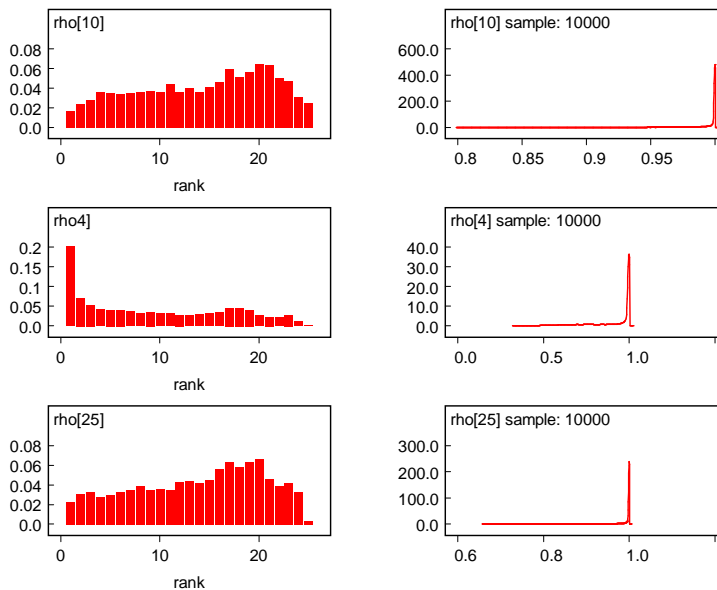 rho[10]
0.08
0.06
0.04
0.02
0.0
0 10 20
rank
rho[10] sample: 10000
600.0
400.0
200.0
0.0
0.8 0.85 0.9 0.95
rho4]
0.2
0.15
0.1
0.05
0.0
0 10 20
rank
rho[4] sample: 10000
40.0
30.0
20.0
10.0
0.0
0.0 0.5 1.0
rho[25]
0.08
0.06
0.04
0.02
0.0
0 10 20
rank
rho[25] sample: 10000
300.0
200.0
100.0
0.0
0.6 0.8 1.0